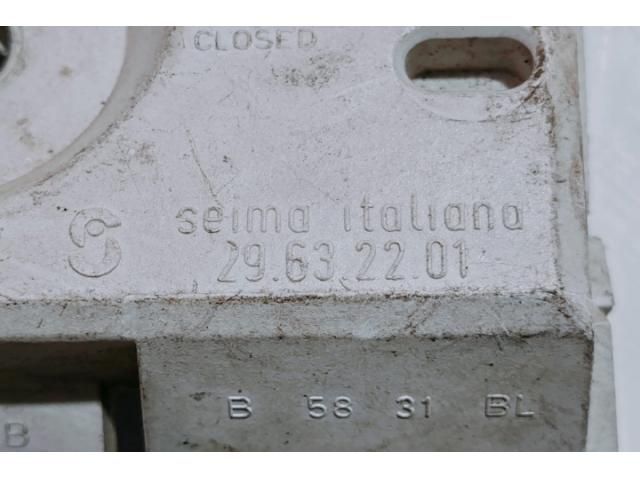 CLOSED
seima italiana
29.63.22.01
B 58 31 BL
B